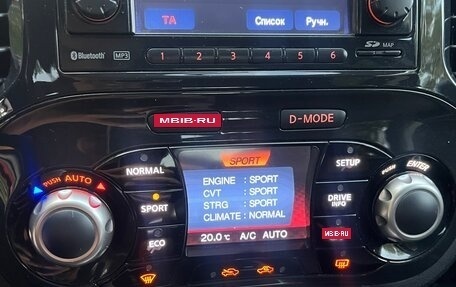 TA
Список
Ручн.
Bluetooth
MP3
1 2 3 4 5 6
SD MAP
MBIB·RU
D-MODE
SPORT
NORMAL
SETUP
PUSH ENTER
PUSH AUTO
ENGINE : SPORT
CVT : SPORT
STRG : SPORT
CLIMATE : NORMAL
SPORT
DRIVE INFO
ECO
MBIB·RU
20.0 °C A/C AUTO